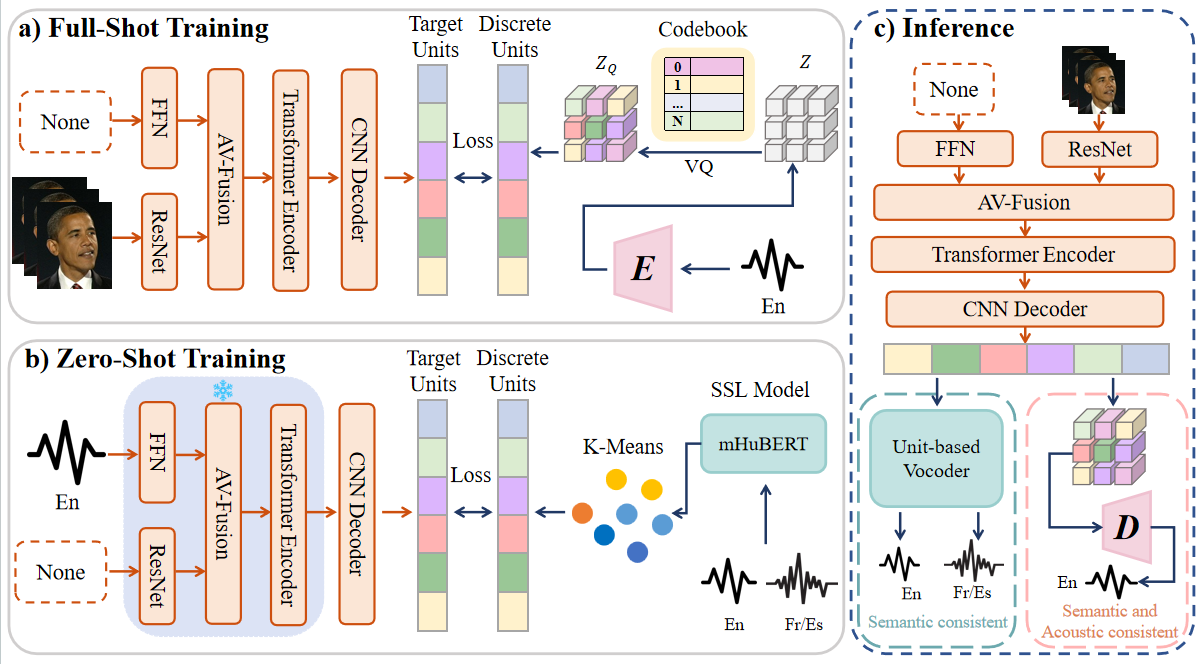 a) Full-Shot Training
None
FFN
ResNet
AV-Fusion
Transformer Encoder
CNN Decoder
Target
Units
Discrete
Units
Loss
Z_Q
Codebook
0
1
...
N
Z
VQ
E
En
b) Zero-Shot Training
En
None
FFN
ResNet
AV-Fusion
Transformer Encoder
CNN Decoder
Target
Units
Discrete
Units
Loss
K-Means
SSL Model
mHuBERT
En
Fr/Es
c) Inference
None
FFN
ResNet
AV-Fusion
Transformer Encoder
CNN Decoder
Unit-based
Vocoder
En
Fr/Es
Semantic consistent
D
En
Semantic and
Acoustic consistent